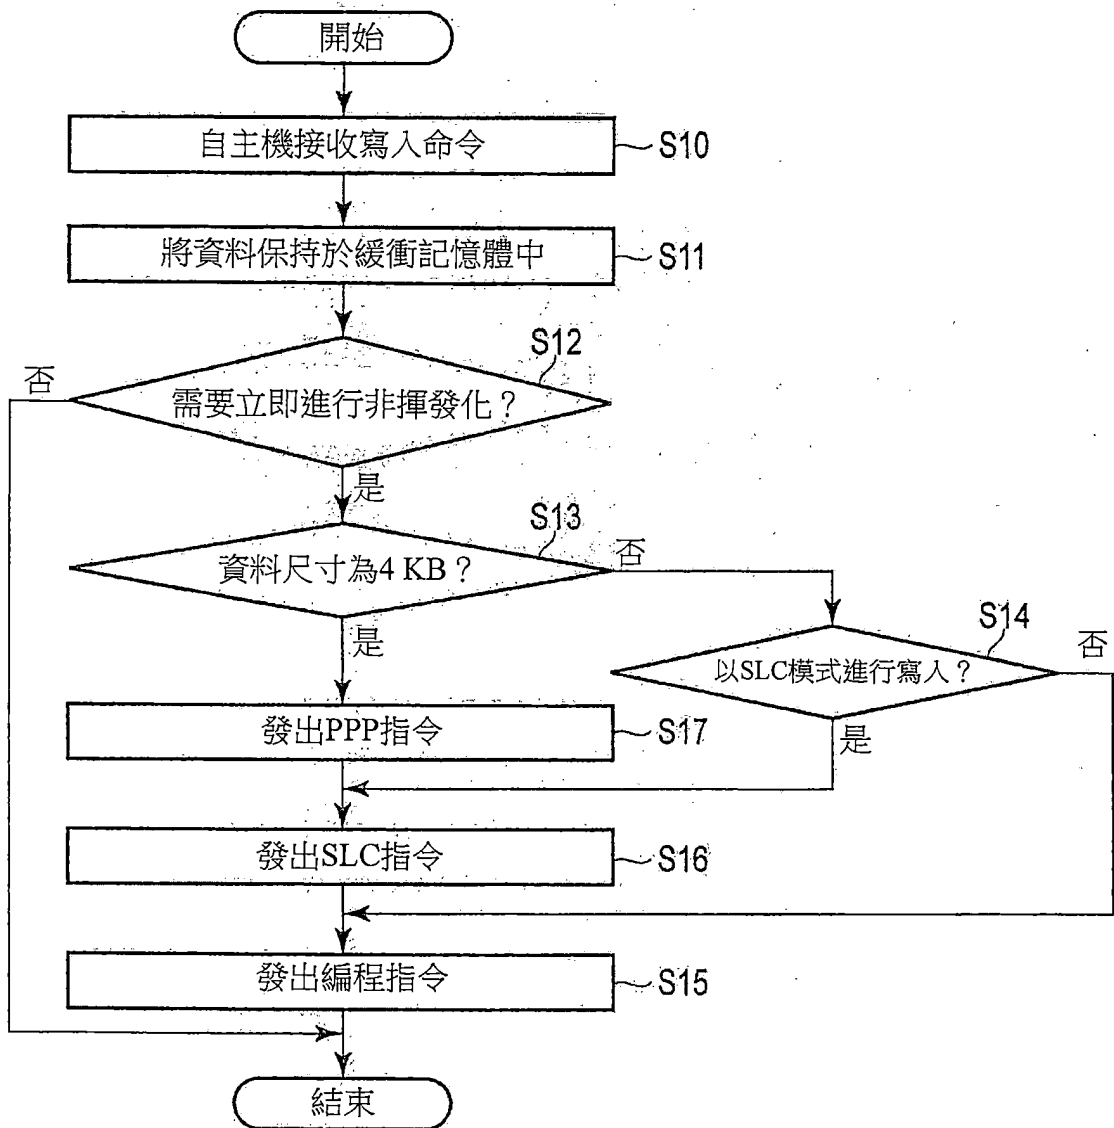 開始
自主機接收寫入命令
S10
將資料保持於緩衝記憶體中
S11
S12
否
需要立即進行非揮發化？
是
S13
資料尺寸為4 KB？
否
是
S14
以SLC模式進行寫入？
否
是
發出PPP指令
S17
發出SLC指令
S16
發出編程指令
S15
結束